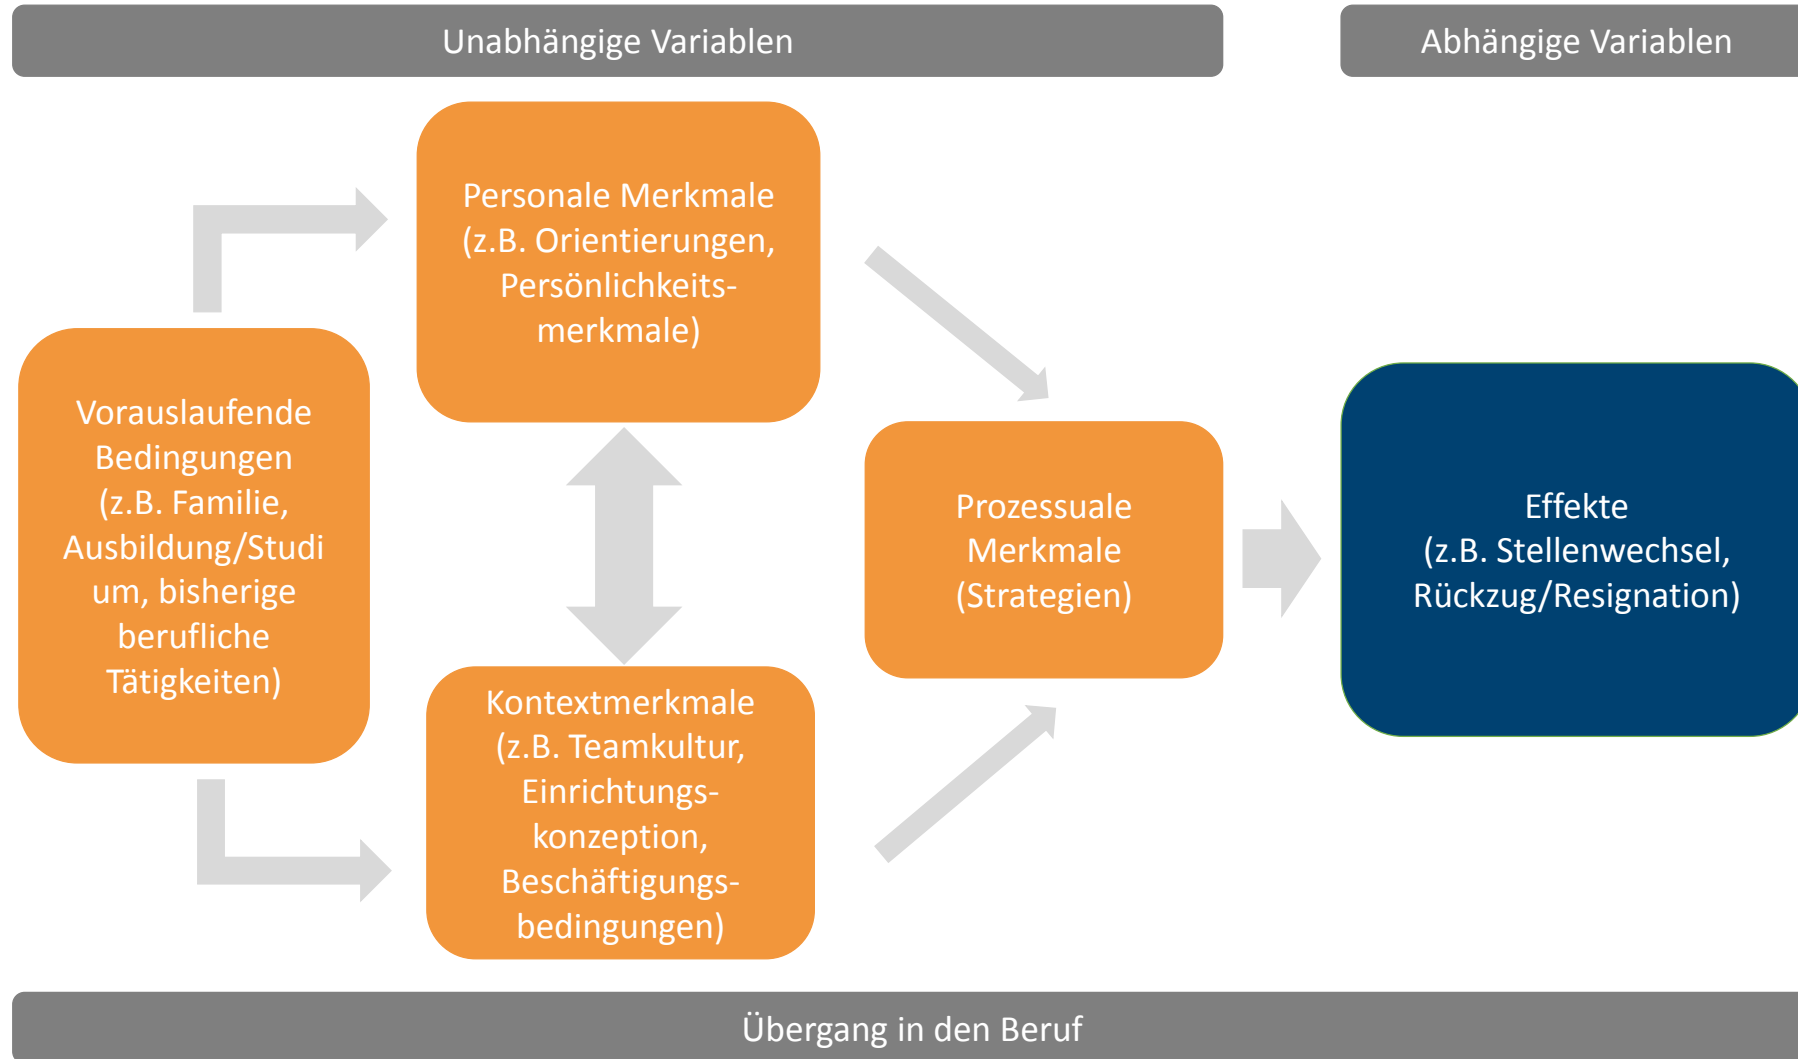 Unabhängige Variablen
Abhängige Variablen
Personale Merkmale
(z.B. Orientierungen,
Persönlichkeits-
merkmale)
Vorauslaufende
Bedingungen
(z.B. Familie,
Ausbildung/Studi
um, bisherige
berufliche
Tätigkeiten)
Kontextmerkmale
(z.B. Teamkultur,
Einrichtungs-
konzeption,
Beschäftigungs-
bedingungen)
Prozessuale
Merkmale
(Strategien)
Effekte
(z.B. Stellenwechsel,
Rückzug/Resignation)
Übergang in den Beruf